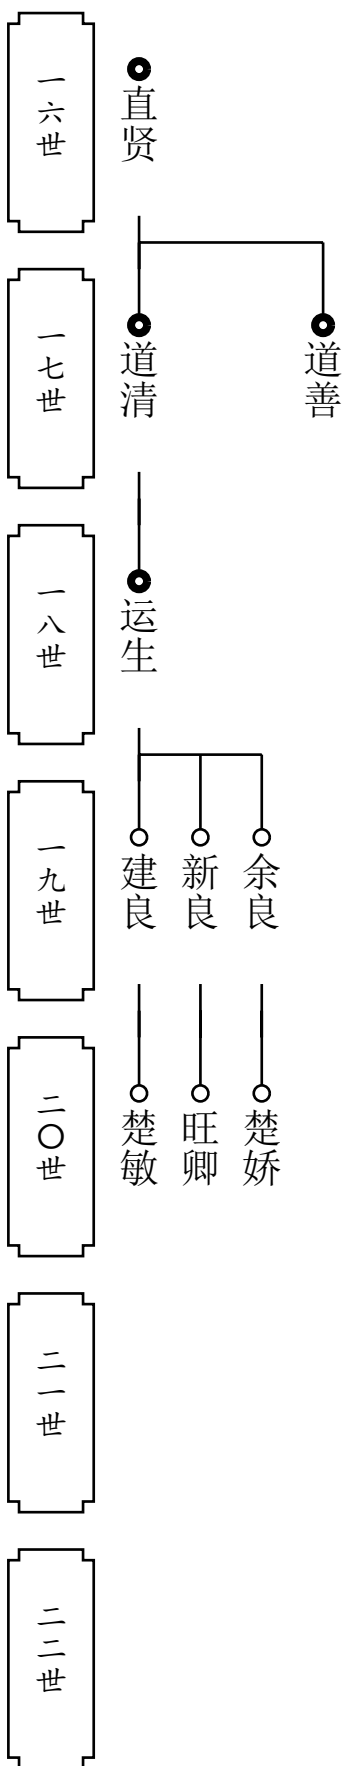 一六世
直贤
一七世
道清
道善
一八世
运生
一九世
建良
新良
余良
二〇世
楚敏
旺卿
楚娇
二一世
二二世